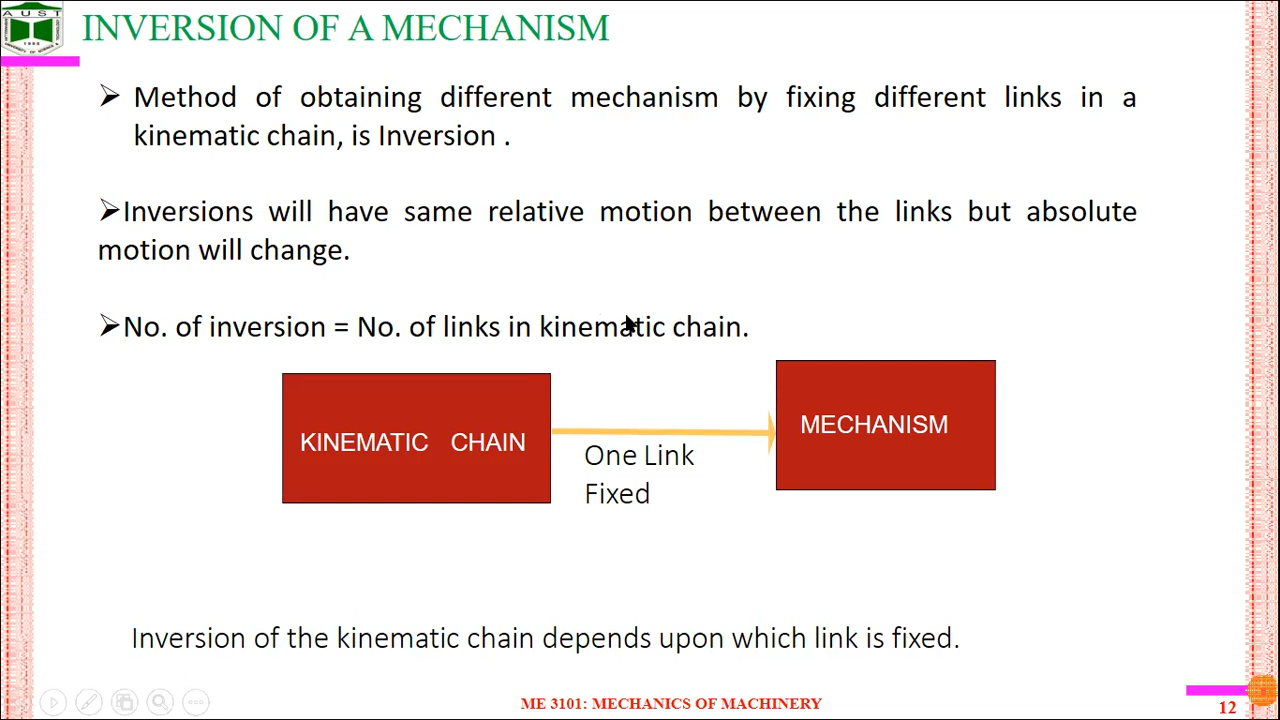 AUST
1995
INVERSION OF A MECHANISM
➢ Method of obtaining different mechanism by fixing different links in a
kinematic chain, is Inversion .
➢Inversions will have same relative motion between the links but absolute
motion will change.
➢No. of inversion = No. of links in kinematic chain.
KINEMATIC CHAIN
One Link
Fixed
MECHANISM
Inversion of the kinematic chain depends upon which link is fixed.
ME 3101: MECHANICS OF MACHINERY
12